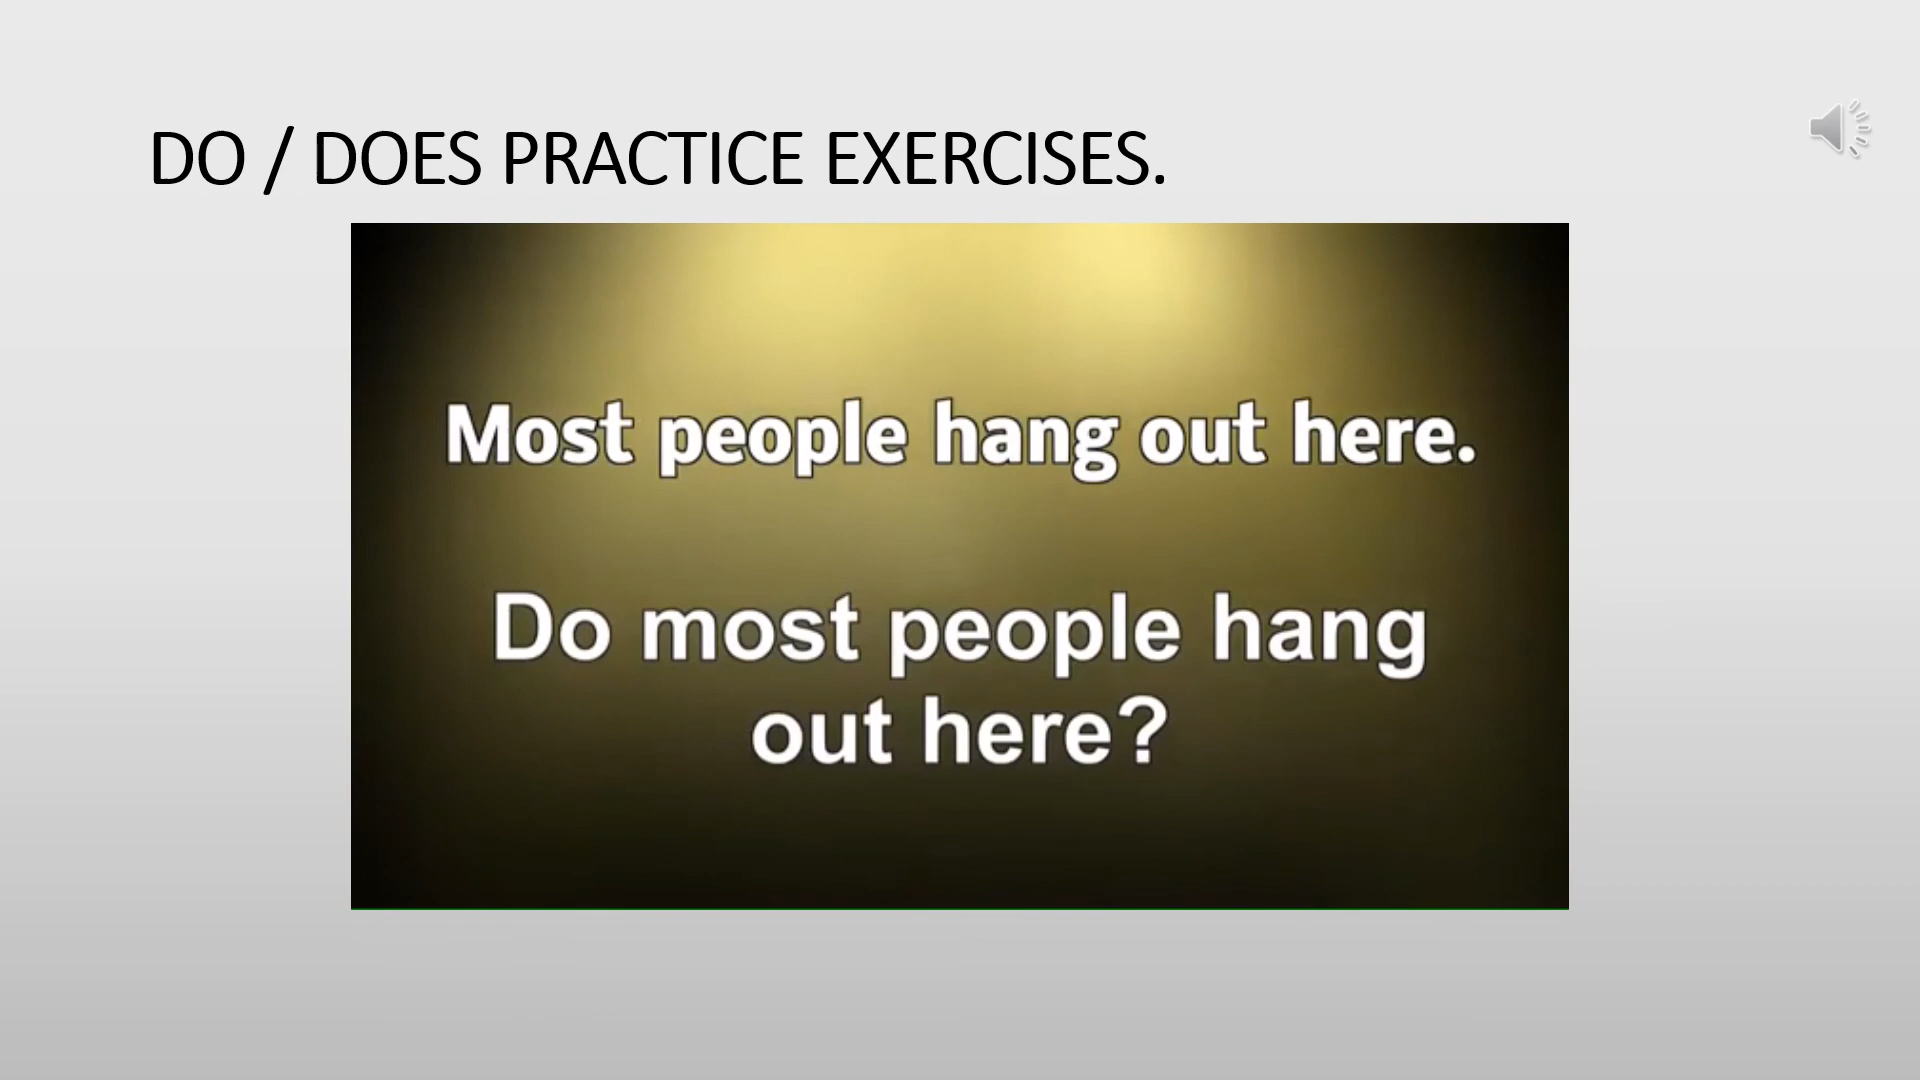 DO / DOES PRACTICE EXERCISES.
Most people hang out here.
Do most people hang
out here?